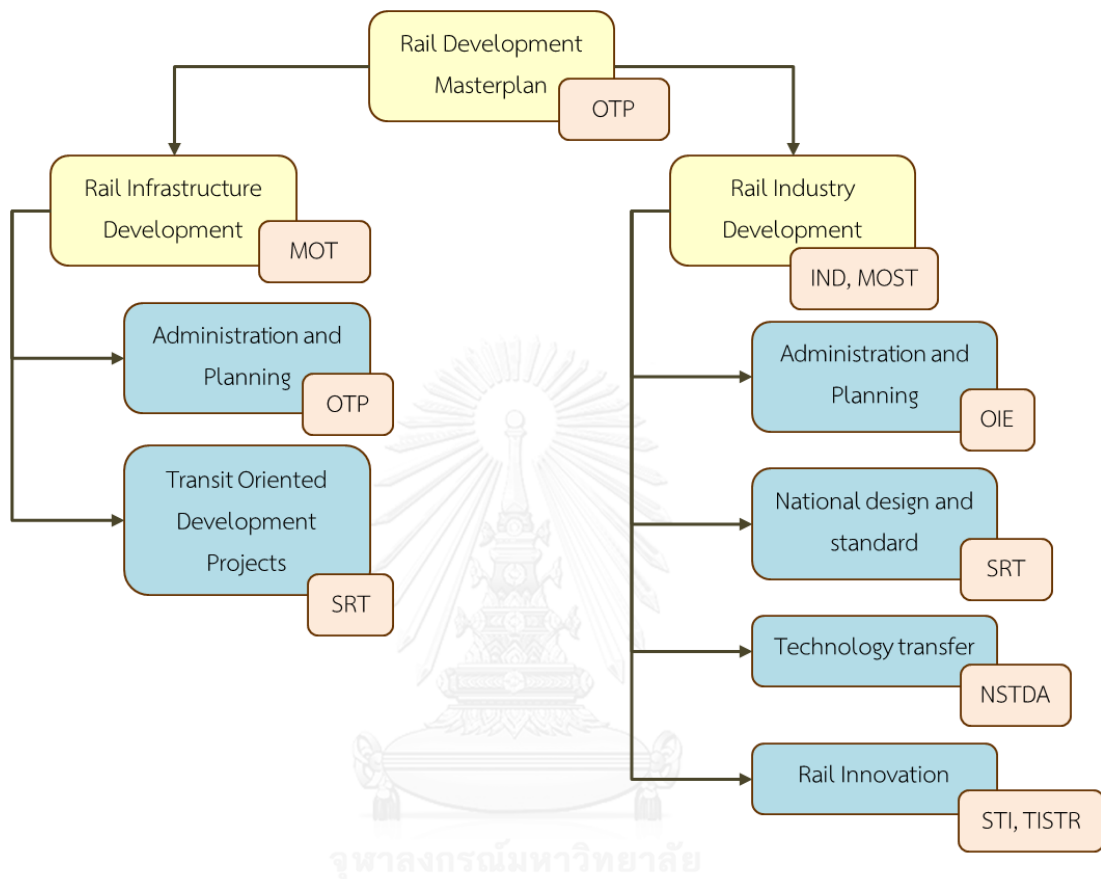 Rail Development
Masterplan
OTP
Rail Infrastructure
Development
MOT
Administration and
Planning
OTP
Transit Oriented
Development
Projects
SRT
Rail Industry
Development
IND, MOST
Administration and
Planning
OIE
National design and
standard
SRT
Technology transfer
NSTDA
Rail Innovation
STI, TISTR
จุฬาลงกรณ์มหาวิทยาลัย